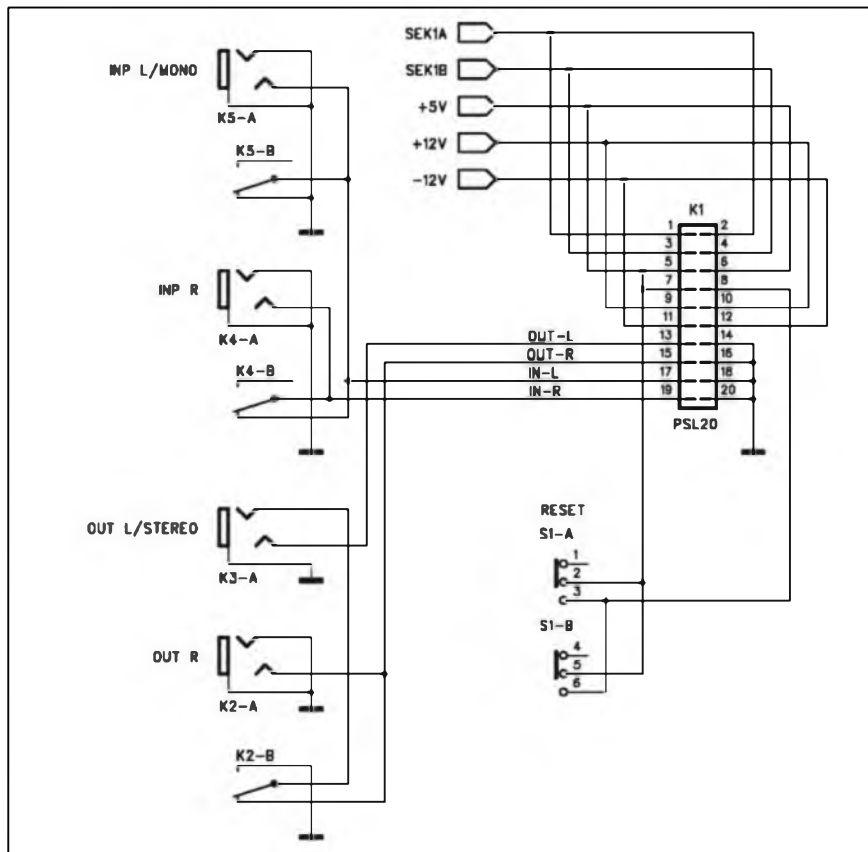 SEK1A
INP L/MONO
SEK1B
+5V
K5-A
+12V
K5-B
-12V
K1
1 2
3 4
5 6
7 8
9 10
11 12
13 14
15 16
17 18
19 20
INP R
K4-A
OUT-L
OUT-R
K4-B
IN-L
IN-R
PSL20
RESET
OUT L/STEREO
S1-A
1
2
K3-A
3
S1-B
OUT R
4
5
6
K2-A
K2-B